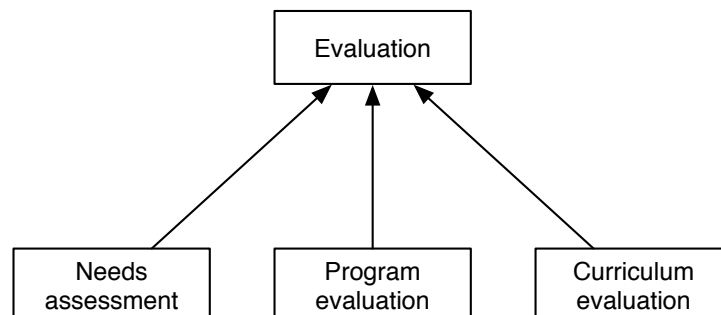 Evaluation
Needs
assessment
Program
evaluation
Curriculum
evaluation